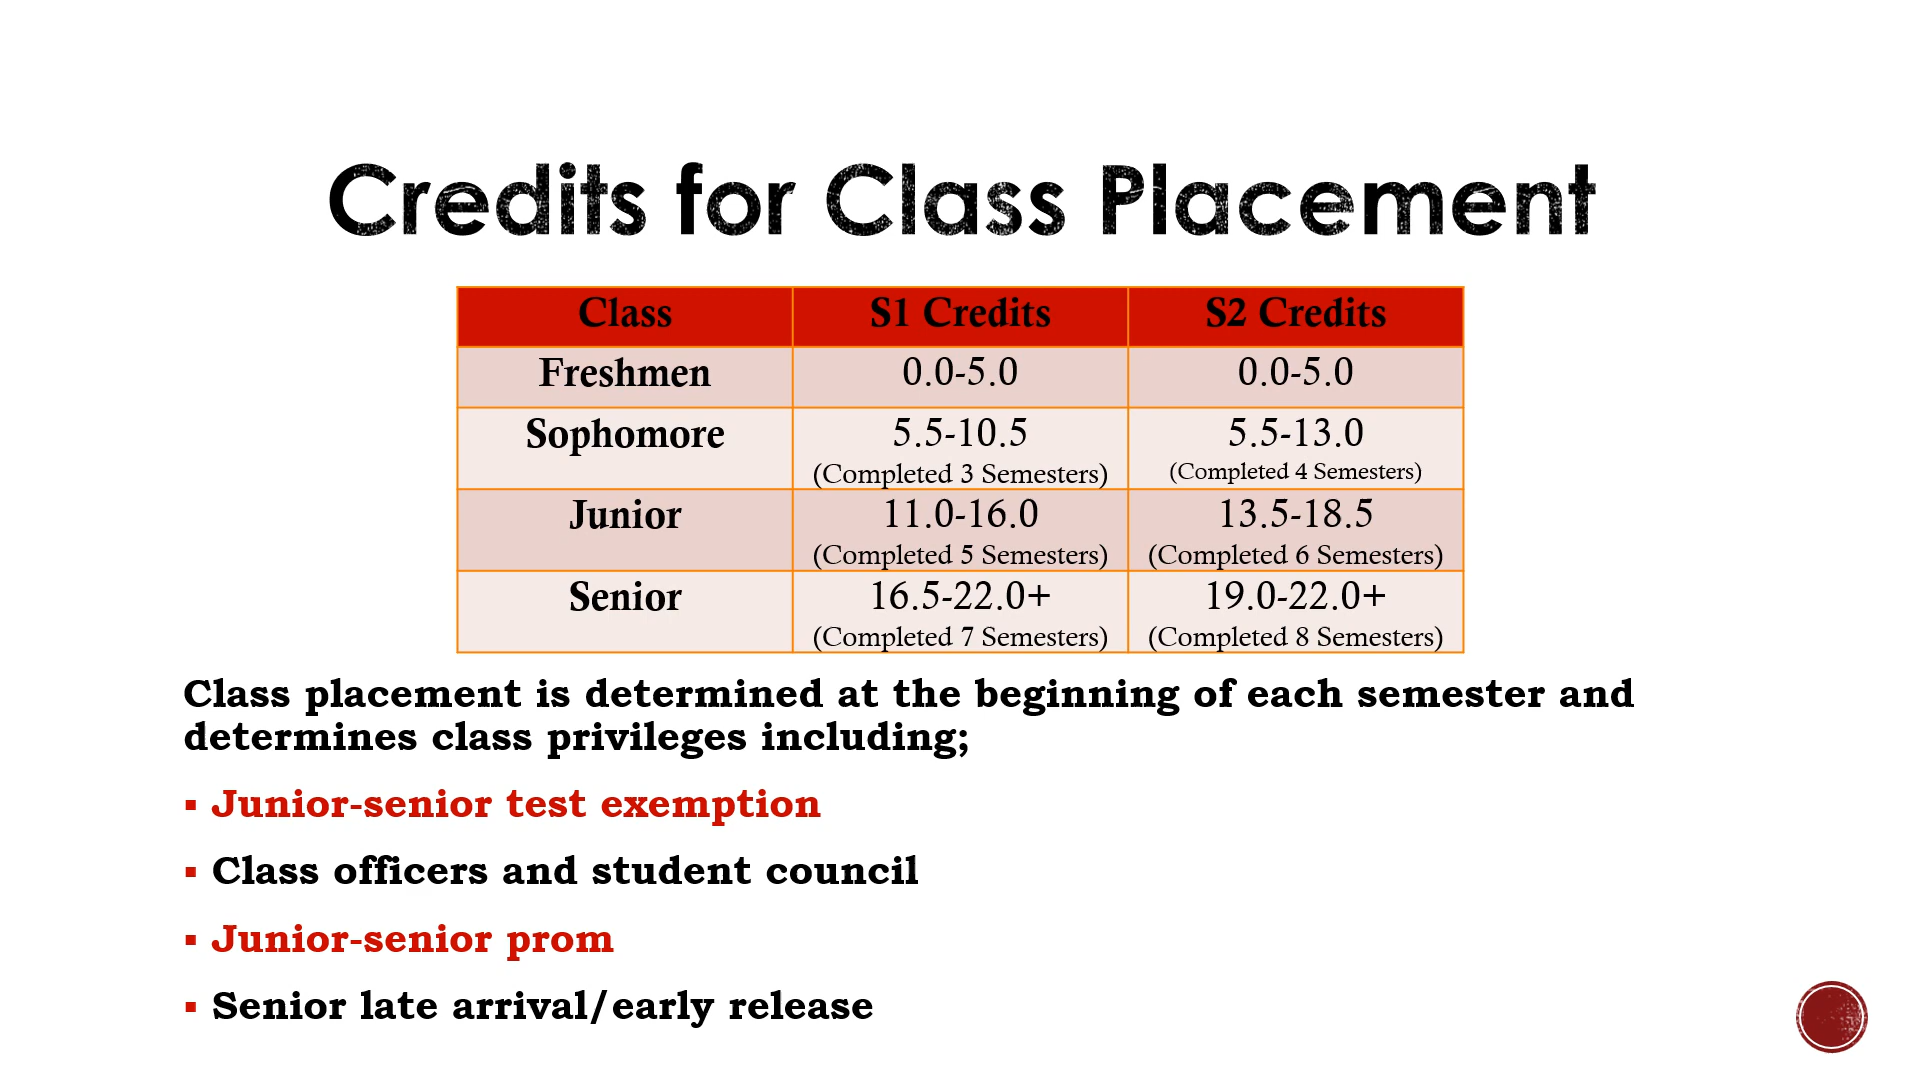 Credits for Class Placement
Class S1 Credits S2 Credits
Freshmen 0.0-5.0 0.0-5.0
Sophomore 5.5-10.5 5.5-13.0
(Completed 3 Semesters) (Completed 4 Semesters)
Junior 11.0-16.0 13.5-18.5
(Completed 5 Semesters) (Completed 6 Semesters)
Senior 16.5-22.0+ 19.0-22.0+
(Completed 7 Semesters) (Completed 8 Semesters)
Class placement is determined at the beginning of each semester and
determines class privileges including;
▪ Junior-senior test exemption
▪ Class officers and student council
▪ Junior-senior prom
▪ Senior late arrival/early release